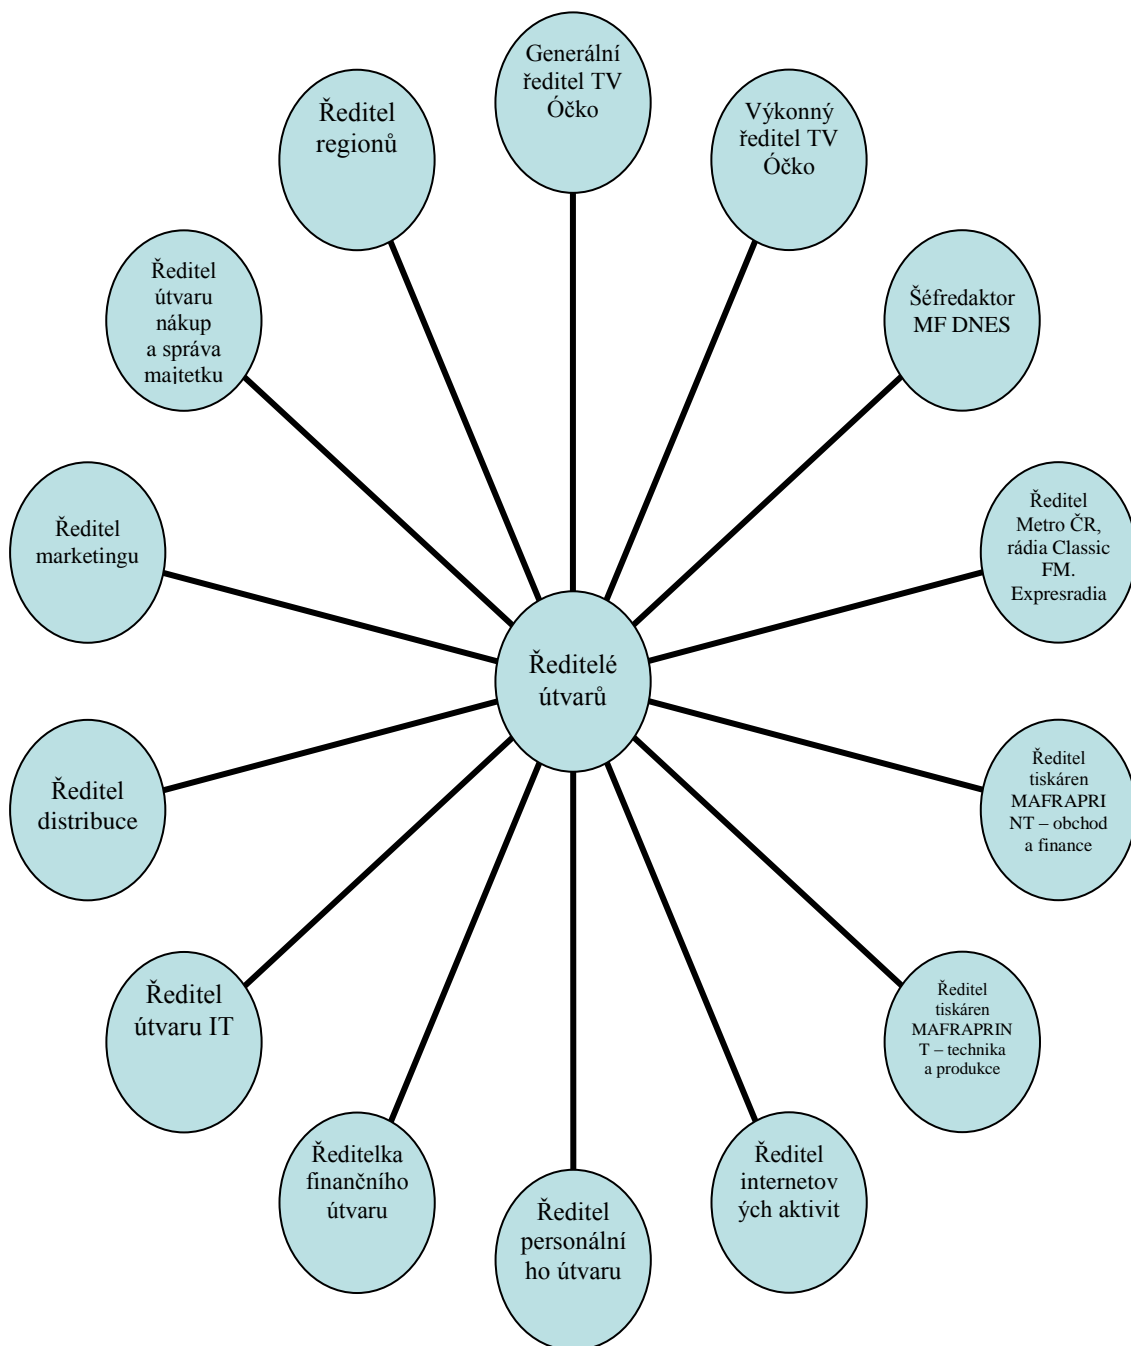 Generální
ředitel TV
Óčko
Výkonný
ředitel TV
Óčko
Šéfredaktor
MF DNES
Ředitel
Metro ČR,
rádia Classic
FM.
Expresradia
Ředitel
tiskáren
MAFRAPRI
NT – obchod
a finance
Ředitel
tiskáren
MAFRAPRIN
T – technika
a produkce
Ředitel
internetov
ých aktivit
Ředitel
personální
ho útvaru
Ředitelka
finančního
útvaru
Ředitel
útvaru IT
Ředitel
distribuce
Ředitel
marketingu
Ředitel
útvaru
nákup
a správa
majtetku
Ředitel
regionů
Ředitelé
útvarů